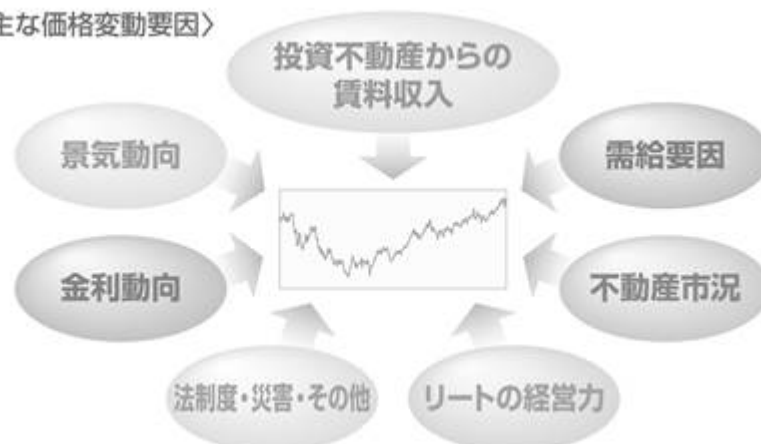 主な価格変動要因〉
投資不動産からの
賃料収入
景気動向
需給要因
金利動向
不動産市況
法制度・災害・その他
リートの経営力